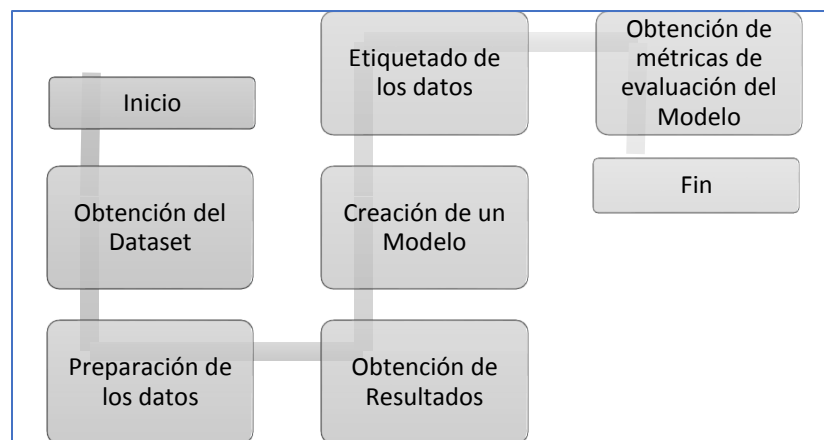 Inicio
Obtención del
Dataset
Preparación de
los datos
Obtención de
Resultados
Creación de un
Modelo
Etiquetado de
los datos
Obtención de
métricas de
evaluación del
Modelo
Fin